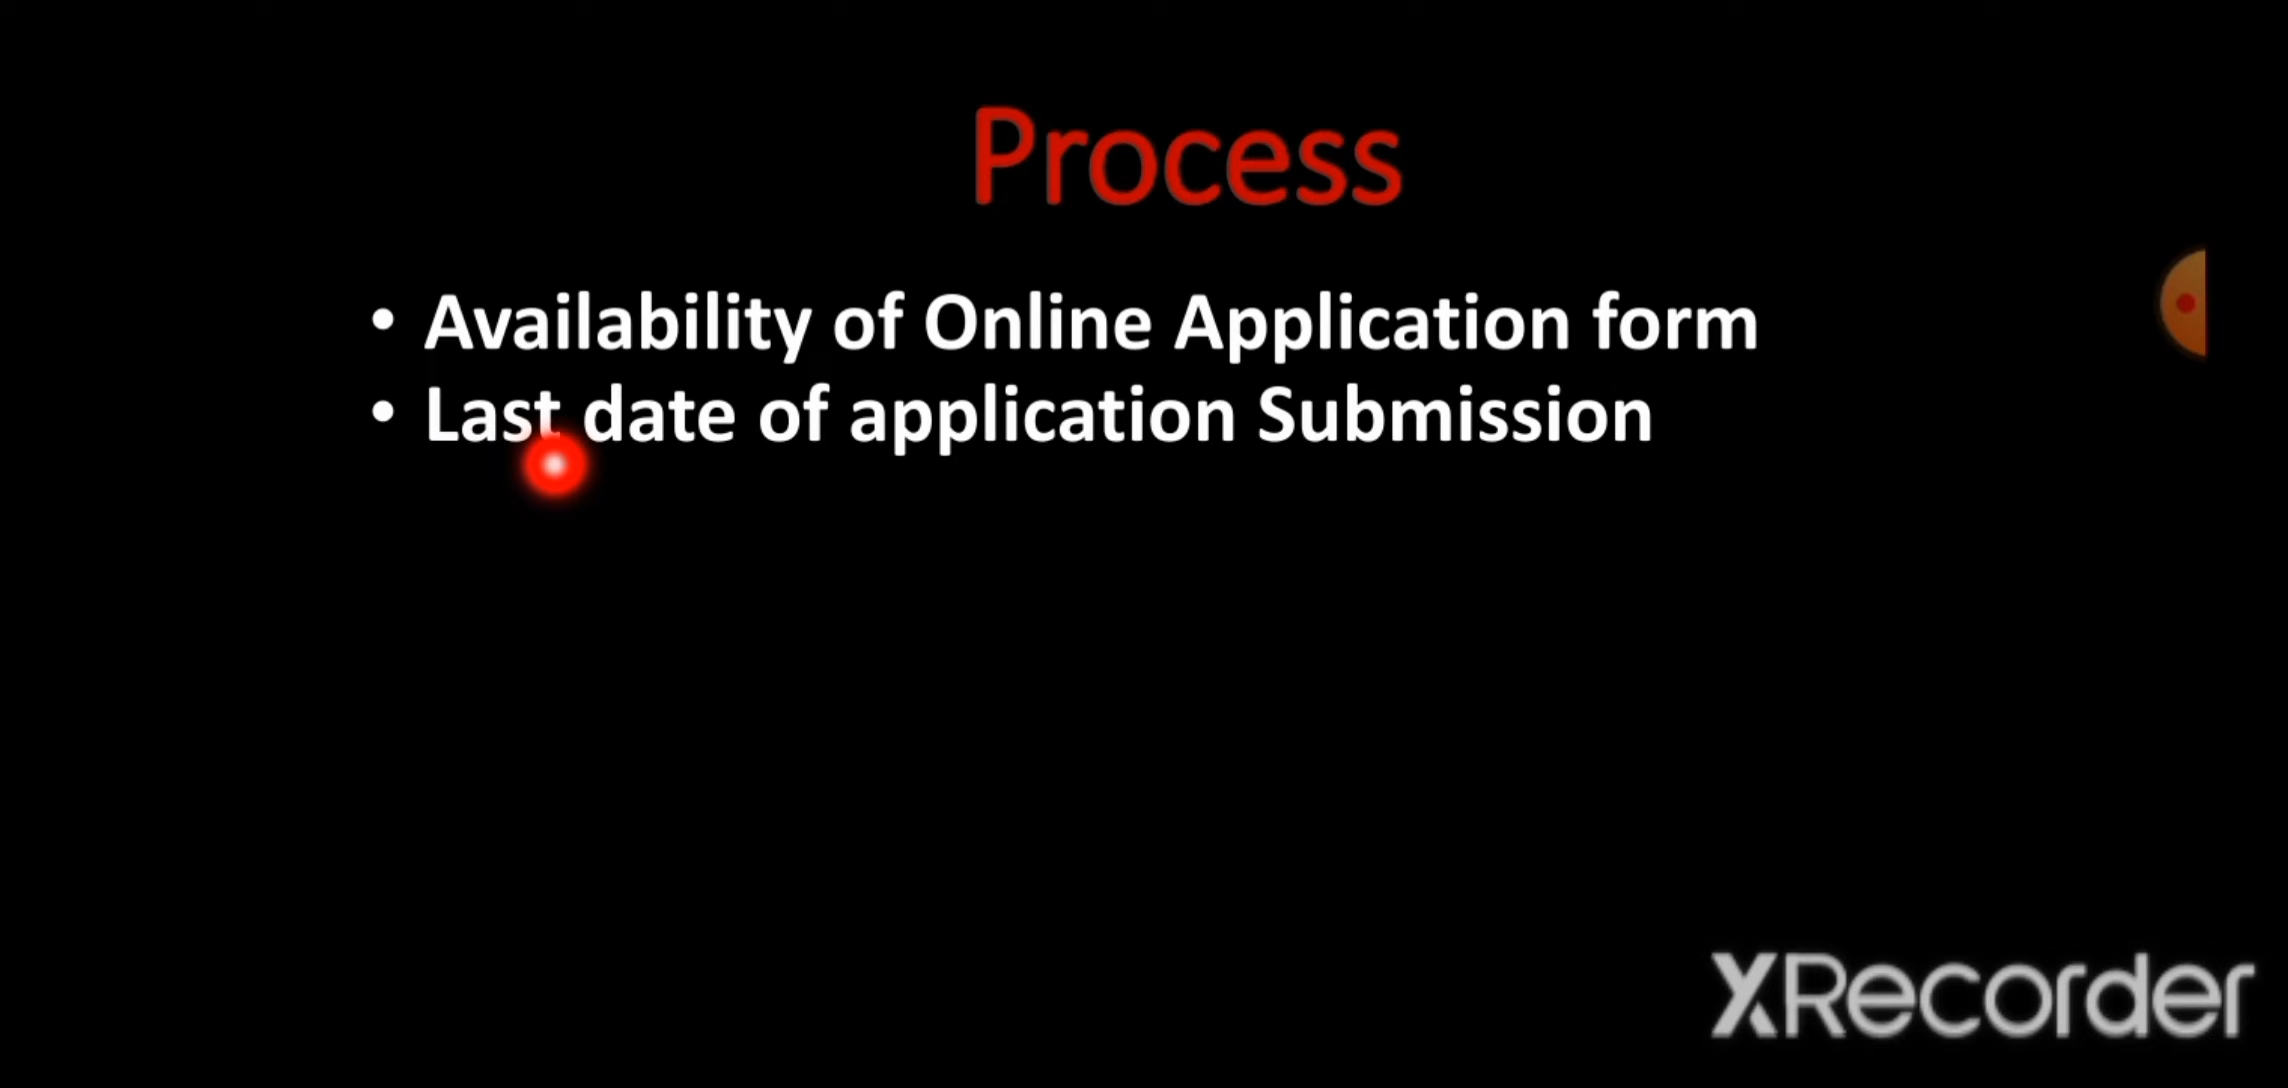 Process
• Availability of Online Application form
• Last date of application Submission
XRecorder